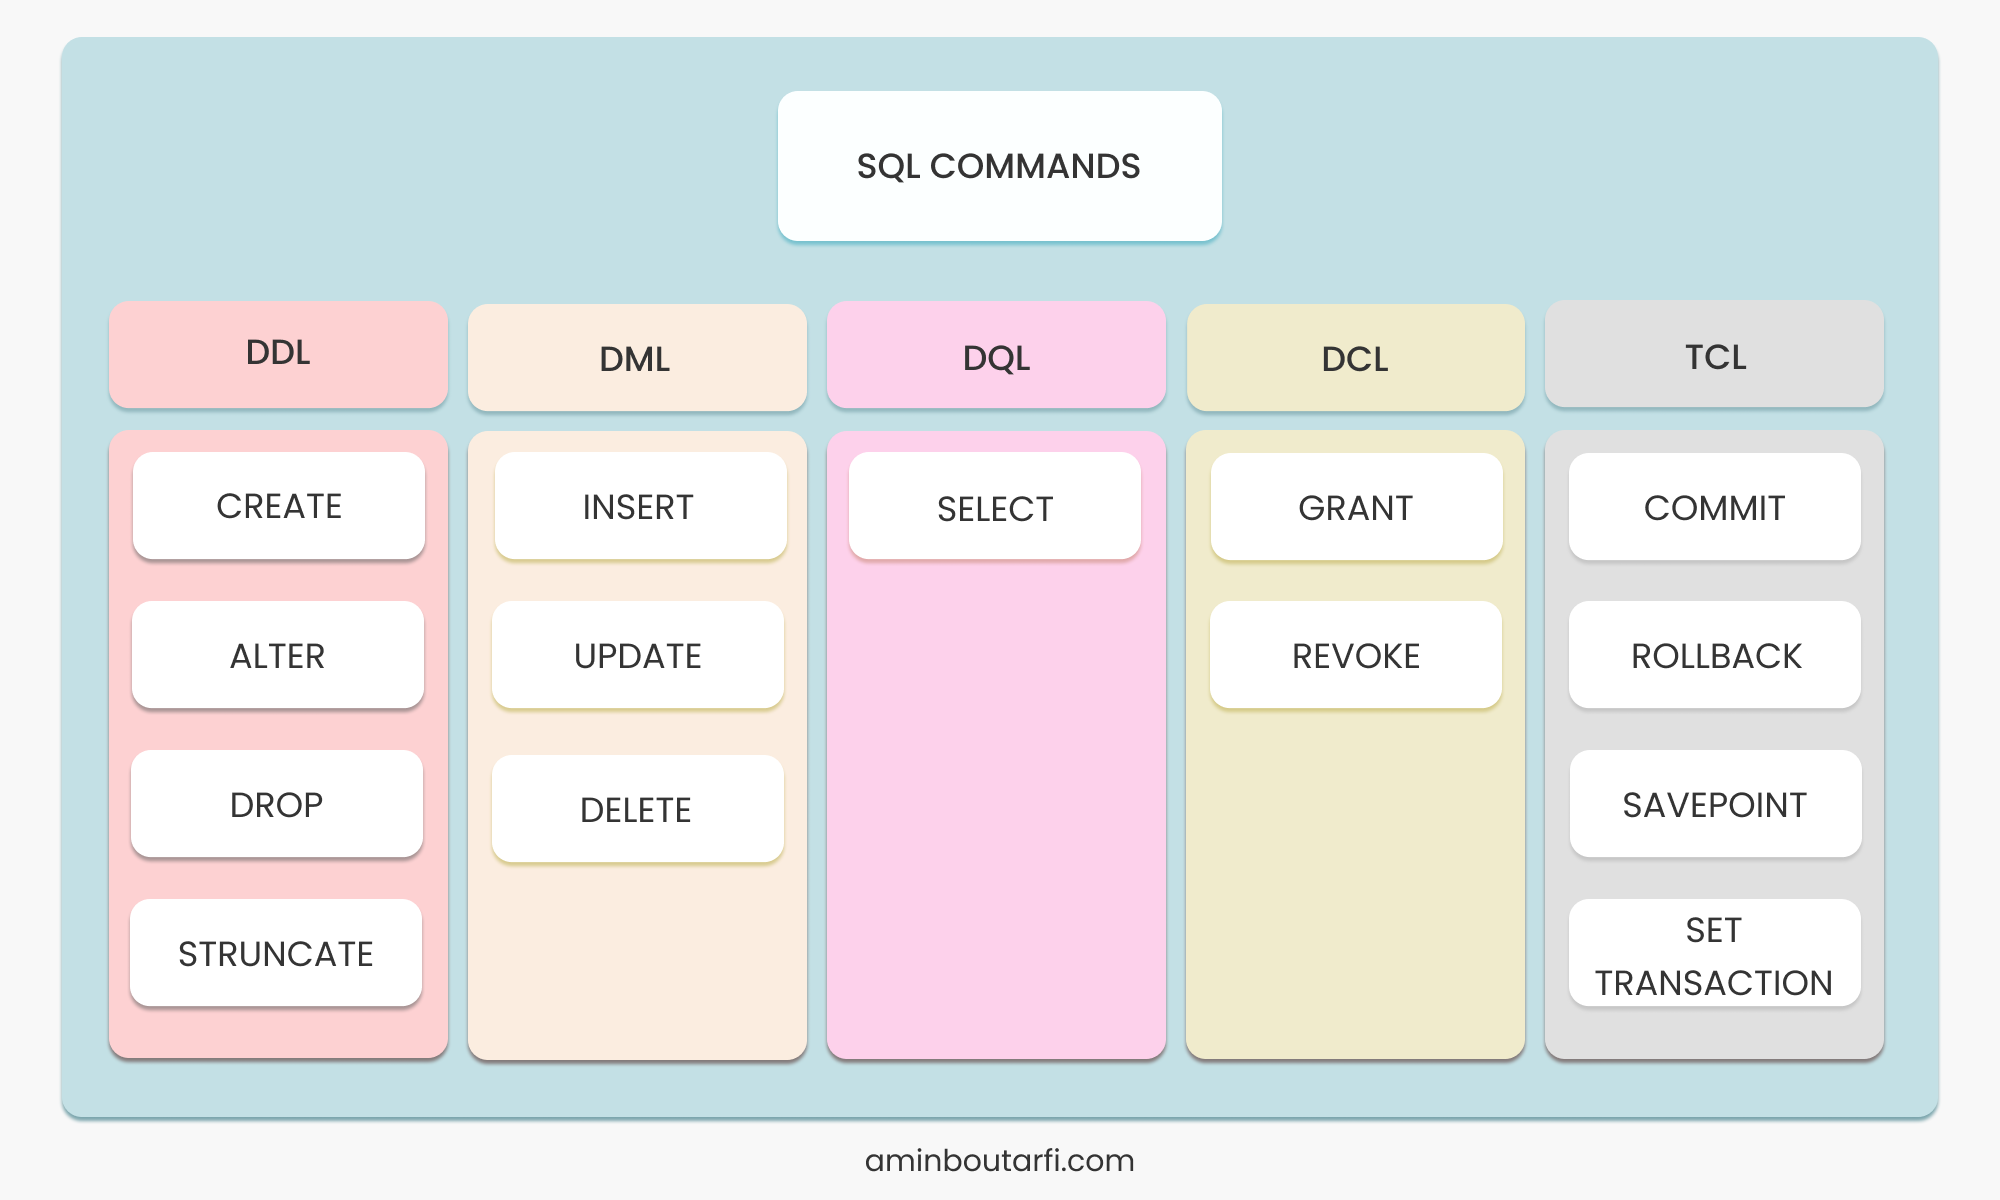 SQL COMMANDS
DDL
DML
DQL
DCL
TCL
CREATE
INSERT
SELECT
GRANT
COMMIT
ALTER
UPDATE
REVOKE
ROLLBACK
DROP
DELETE
SAVEPOINT
STRUNCATE
SET
TRANSACTION
aminboutarfi.com